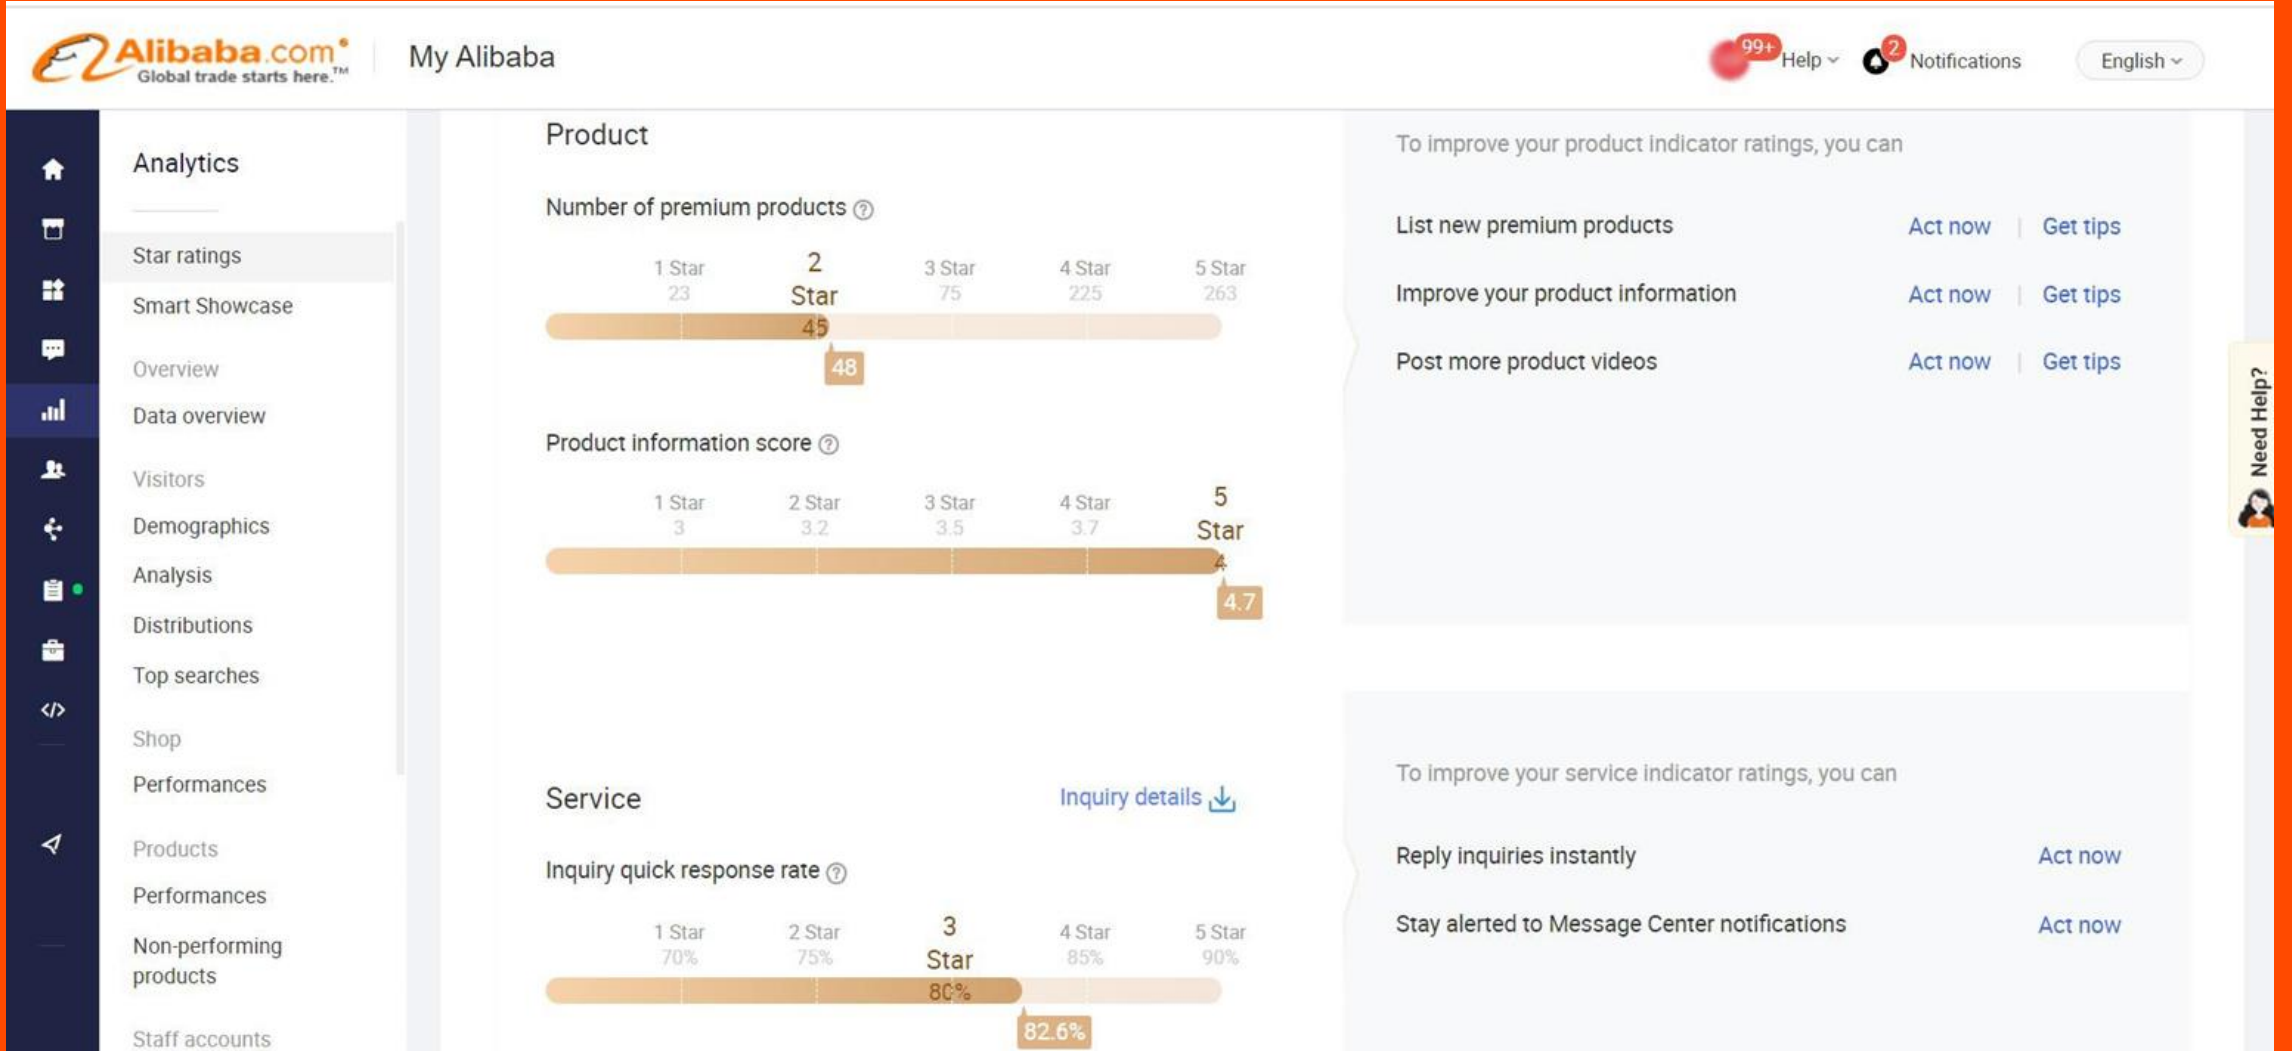 Alibaba.com
Global trade starts here.™
My Alibaba
99+
Help
2
Notifications
English
Analytics
Star ratings
Smart Showcase
Overview
Data overview
Visitors
Demographics
Analysis
Distributions
Top searches
Shop
Performances
Products
Performances
Non-performing
products
Staff accounts
Product
Number of premium products ?
1 Star
23
2
Star
45
3 Star
75
4 Star
225
5 Star
263
48
Product information score ?
1 Star
3
2 Star
3.2
3 Star
3.5
4 Star
3.7
5
Star
4
4.7
Service
Inquiry details
Inquiry quick response rate ?
1 Star
70%
2 Star
75%
3
Star
80%
4 Star
85%
5 Star
90%
82.6%
To improve your product indicator ratings, you can
List new premium products Act now Get tips
Improve your product information Act now Get tips
Post more product videos Act now Get tips
To improve your service indicator ratings, you can
Reply inquiries instantly Act now
Stay alerted to Message Center notifications Act now
Need Help?